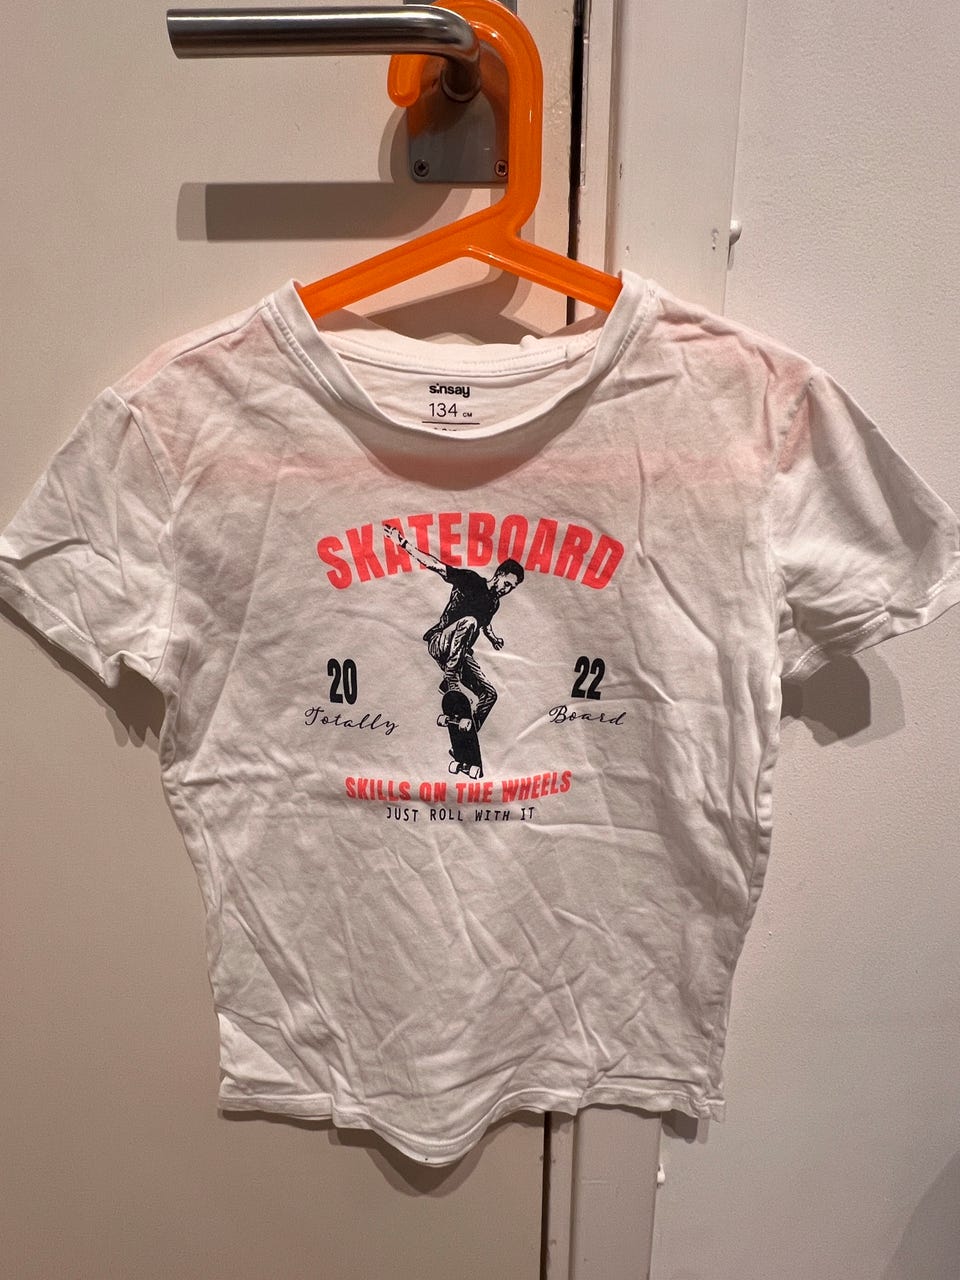 sinsay
134 CM
SKATEBOARD
20 22
Totally Board
SKILLS ON THE WHEELS
JUST ROLL WITH IT